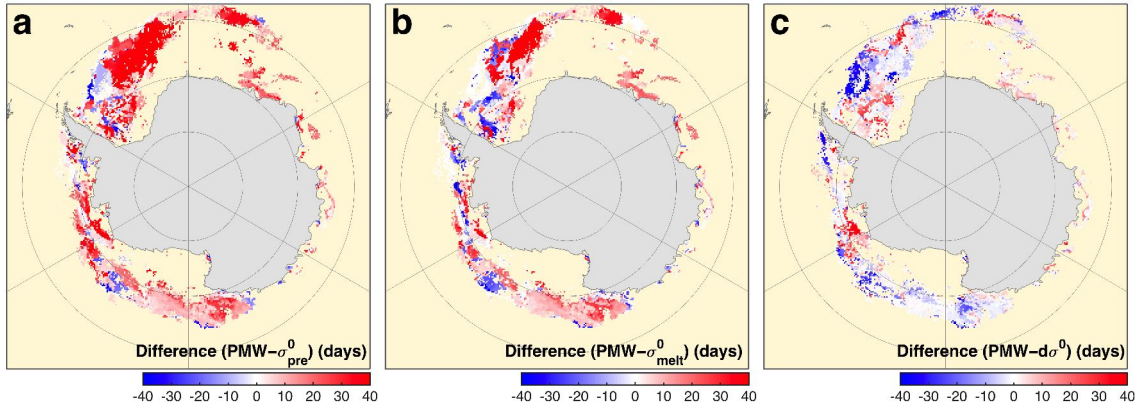 a
Difference (PMW-σ⁰pre) (days)
-40 -30 -20 -10 0 10 20 30 40
b
Difference (PMW-σ⁰melt) (days)
-40 -30 -20 -10 0 10 20 30 40
c
Difference (PMW-dσ⁰) (days)
-40 -30 -20 -10 0 10 20 30 40